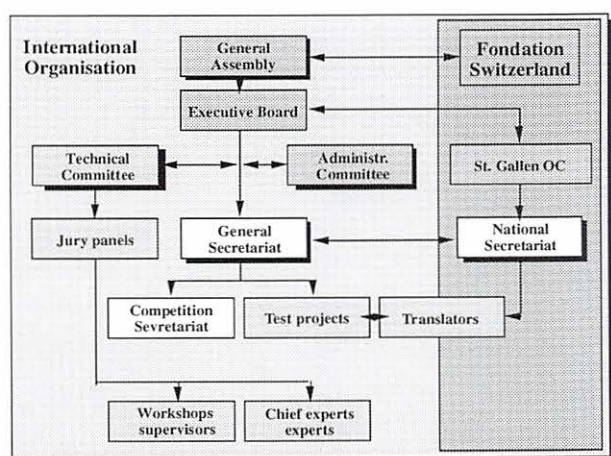 International
Organisation
General
Assembly
Fondation
Switzerland
Executive Board
Technical
Committee
Administr.
Committee
St. Gallen OC
Jury panels
General
Secretariat
National
Secretariat
Competition
Sevretariat
Test projects
Translators
Workshops
supervisors
Chief experts
experts